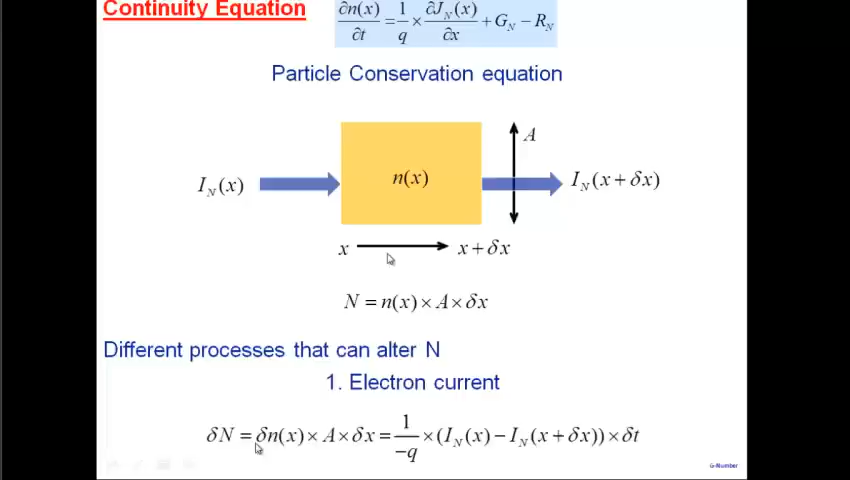 Continuity Equation
∂n(x)/∂t = 1/q × ∂J_N(x)/∂x + G_N − R_N
Particle Conservation equation
A
I_N(x)
n(x)
I_N(x + δx)
x
x + δx
N = n(x) × A × δx
Different processes that can alter N
1. Electron current
δN = δn(x) × A × δx = 1/−q × (I_N(x) − I_N(x + δx)) × δt
G-Number